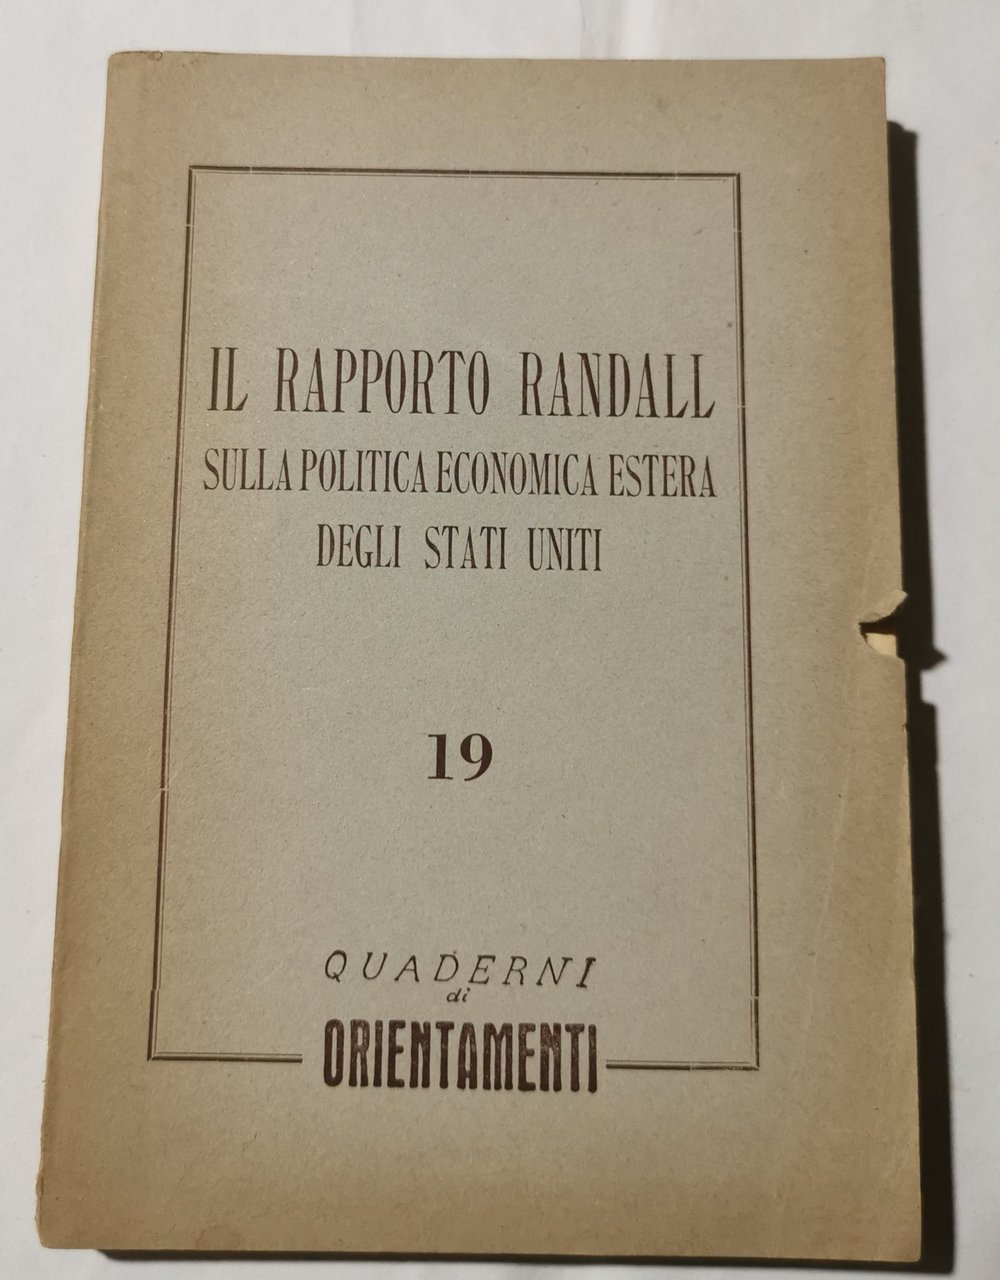 IL RAPPORTO RANDALL
SULLA POLITICA ECONOMICA ESTERA
DEGLI STATI UNITI
19
QUADERNI
di
ORIENTAMENTI